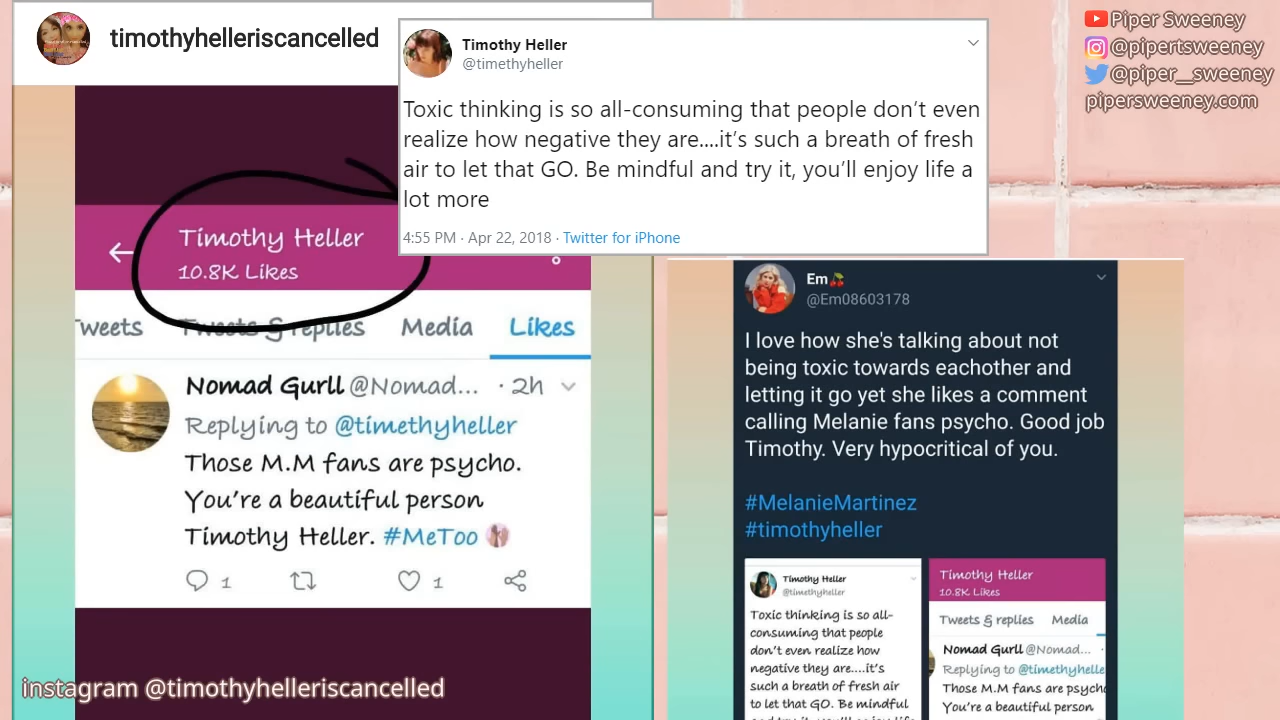 timothyhelleriscancelled
Timothy Heller
@timethyheller
Toxic thinking is so all-consuming that people don’t even
realize how negative they are....it’s such a breath of fresh
air to let that GO. Be mindful and try it, you’ll enjoy life a
lot more
4:55 PM · Apr 22, 2018 · Twitter for iPhone
Piper Sweeney
@pipertsweeney
@piper__sweeney
pipersweeney.com
Timothy Heller
10.8K Likes
Tweets Tweets & replies Media Likes
Nomad Gurll @Nomad... · 2h
Replying to @timethyheller
Those M.M fans are psycho.
You’re a beautiful person
Timothy Heller. #MeToo
1 1
Em
@Em08603178
I love how she's talking about not
being toxic towards eachother and
letting it go yet she likes a comment
calling Melanie fans psycho. Good job
Timothy. Very hypocritical of you.
#MelanieMartinez
#timothyheller
Timothy Heller
@timethyheller
Toxic thinking is so all-
consuming that people
don’t even realize how
negative they are....it’s
such a breath of fresh air
to let that GO. Be mindful
Timothy Heller
10.8K Likes
Tweets & replies Media
Nomad Gurll @Nomad...
Replying to @timethyhelle
Those M.M fans are psycho
You’re a beautiful person
instagram @timothyhelleriscancelled